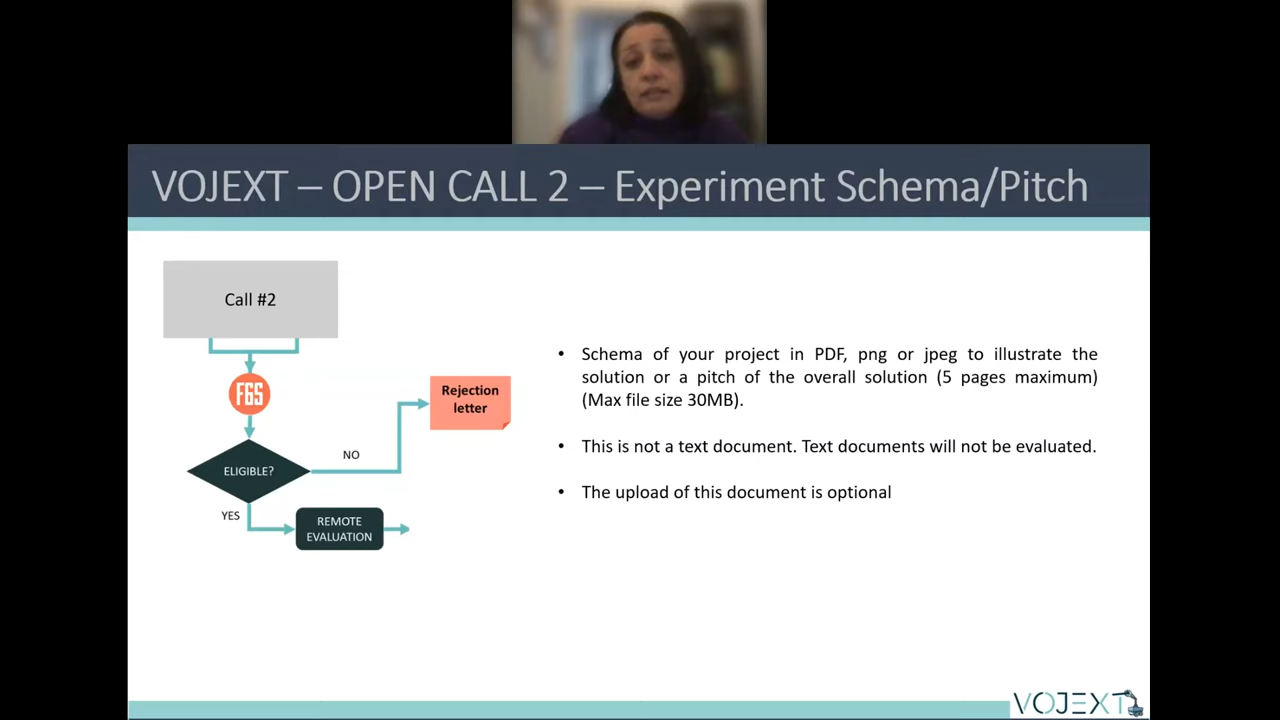 VOJEXT – OPEN CALL 2 – Experiment Schema/Pitch
Call #2
F6S
ELIGIBLE?
NO
Rejection
letter
YES
REMOTE
EVALUATION
• Schema of your project in PDF, png or jpeg to illustrate the
solution or a pitch of the overall solution (5 pages maximum)
(Max file size 30MB).
• This is not a text document. Text documents will not be evaluated.
• The upload of this document is optional
VOJEXT